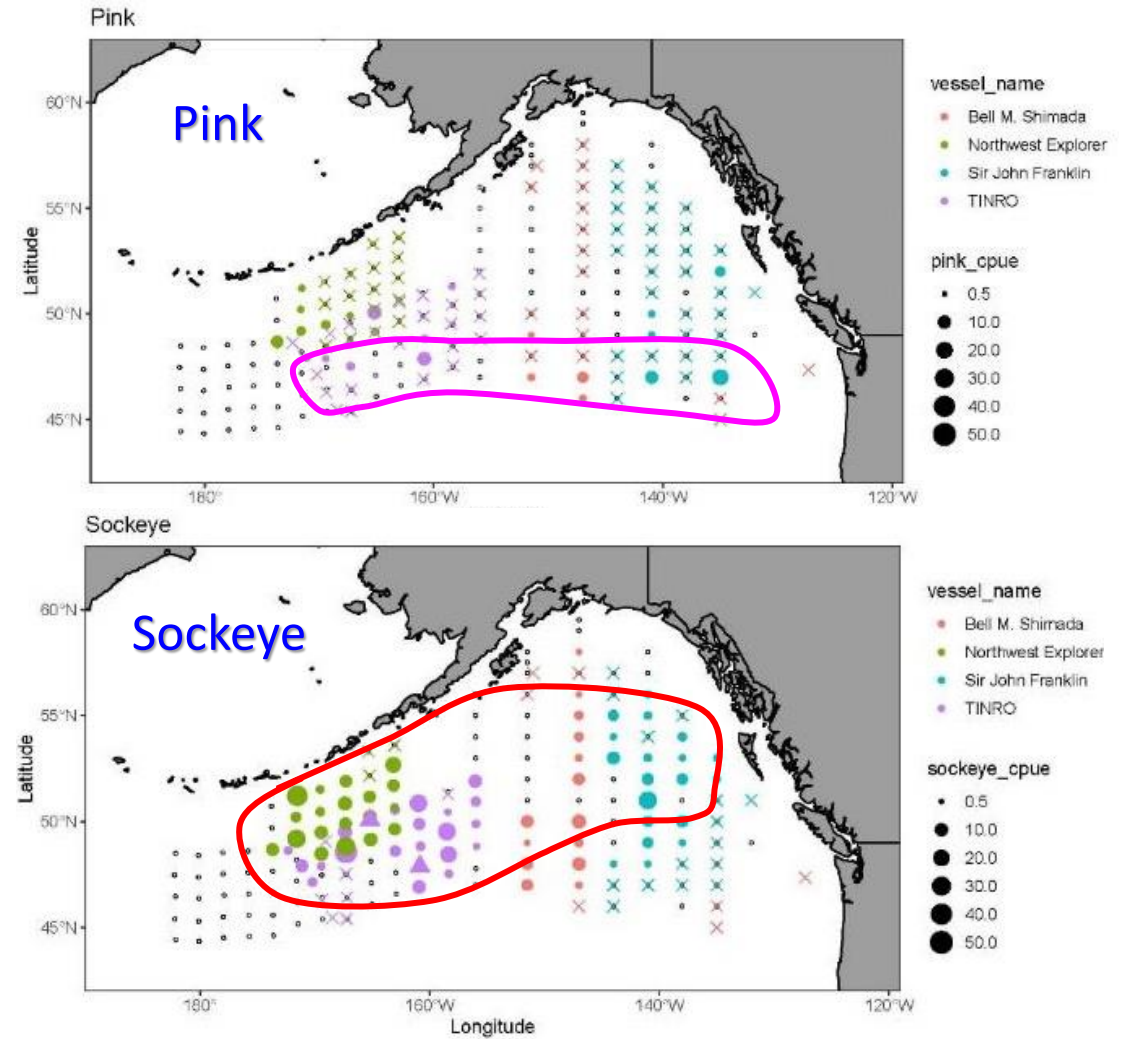 Pink
Pink
60°N
55°N
50°N
45°N
Latitude
180°
160°W
140°W
120°W
vessel_name
Bell M. Shimada
Northwest Explorer
Sir John Franklin
TINRO
pink_cpue
0.5
10.0
20.0
30.0
40.0
50.0
Sockeye
Sockeye
60°N
55°N
50°N
45°N
Latitude
180°
160°W
140°W
120°W
Longitude
vessel_name
Bell M. Shimada
Northwest Explorer
Sir John Franklin
TINRO
sockeye_cpue
0.5
10.0
20.0
30.0
40.0
50.0